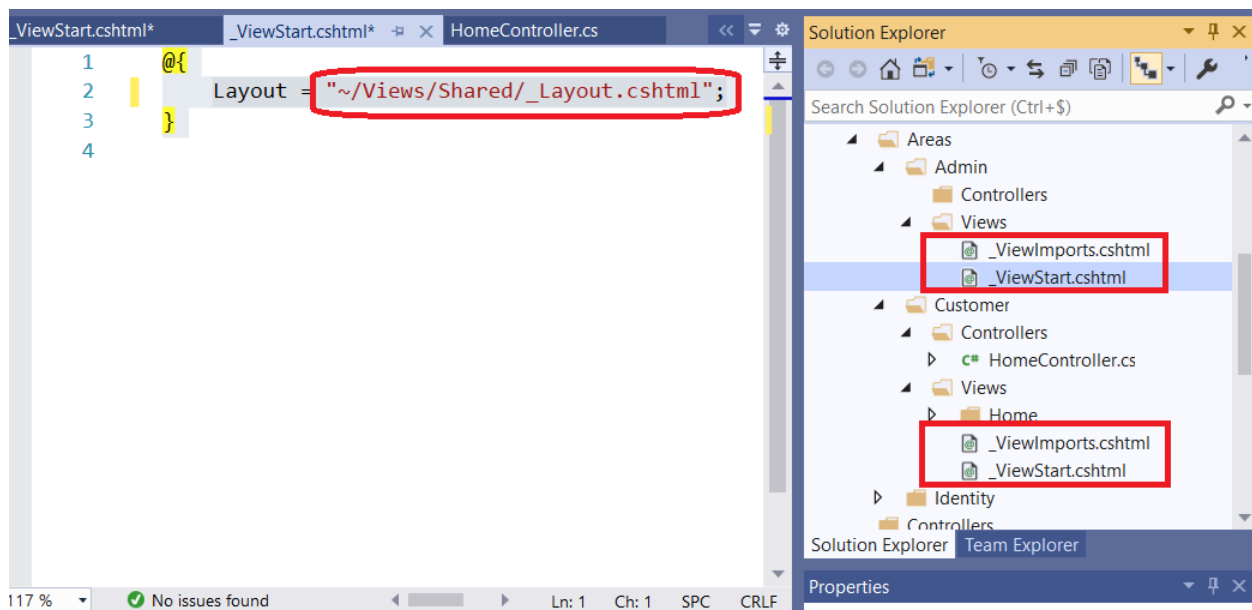 _ViewStart.cshtml*
_ViewStart.cshtml*
HomeController.cs
1 @{
2 Layout = "~/Views/Shared/_Layout.cshtml";
3 }
4
117 %
No issues found
Ln: 1 Ch: 1 SPC CRLF
Solution Explorer
Search Solution Explorer (Ctrl+$)
Areas
Admin
Controllers
Views
_ViewImports.cshtml
_ViewStart.cshtml
Customer
Controllers
C# HomeController.cs
Views
Home
_ViewImports.cshtml
_ViewStart.cshtml
Identity
Controllers
Solution Explorer Team Explorer
Properties